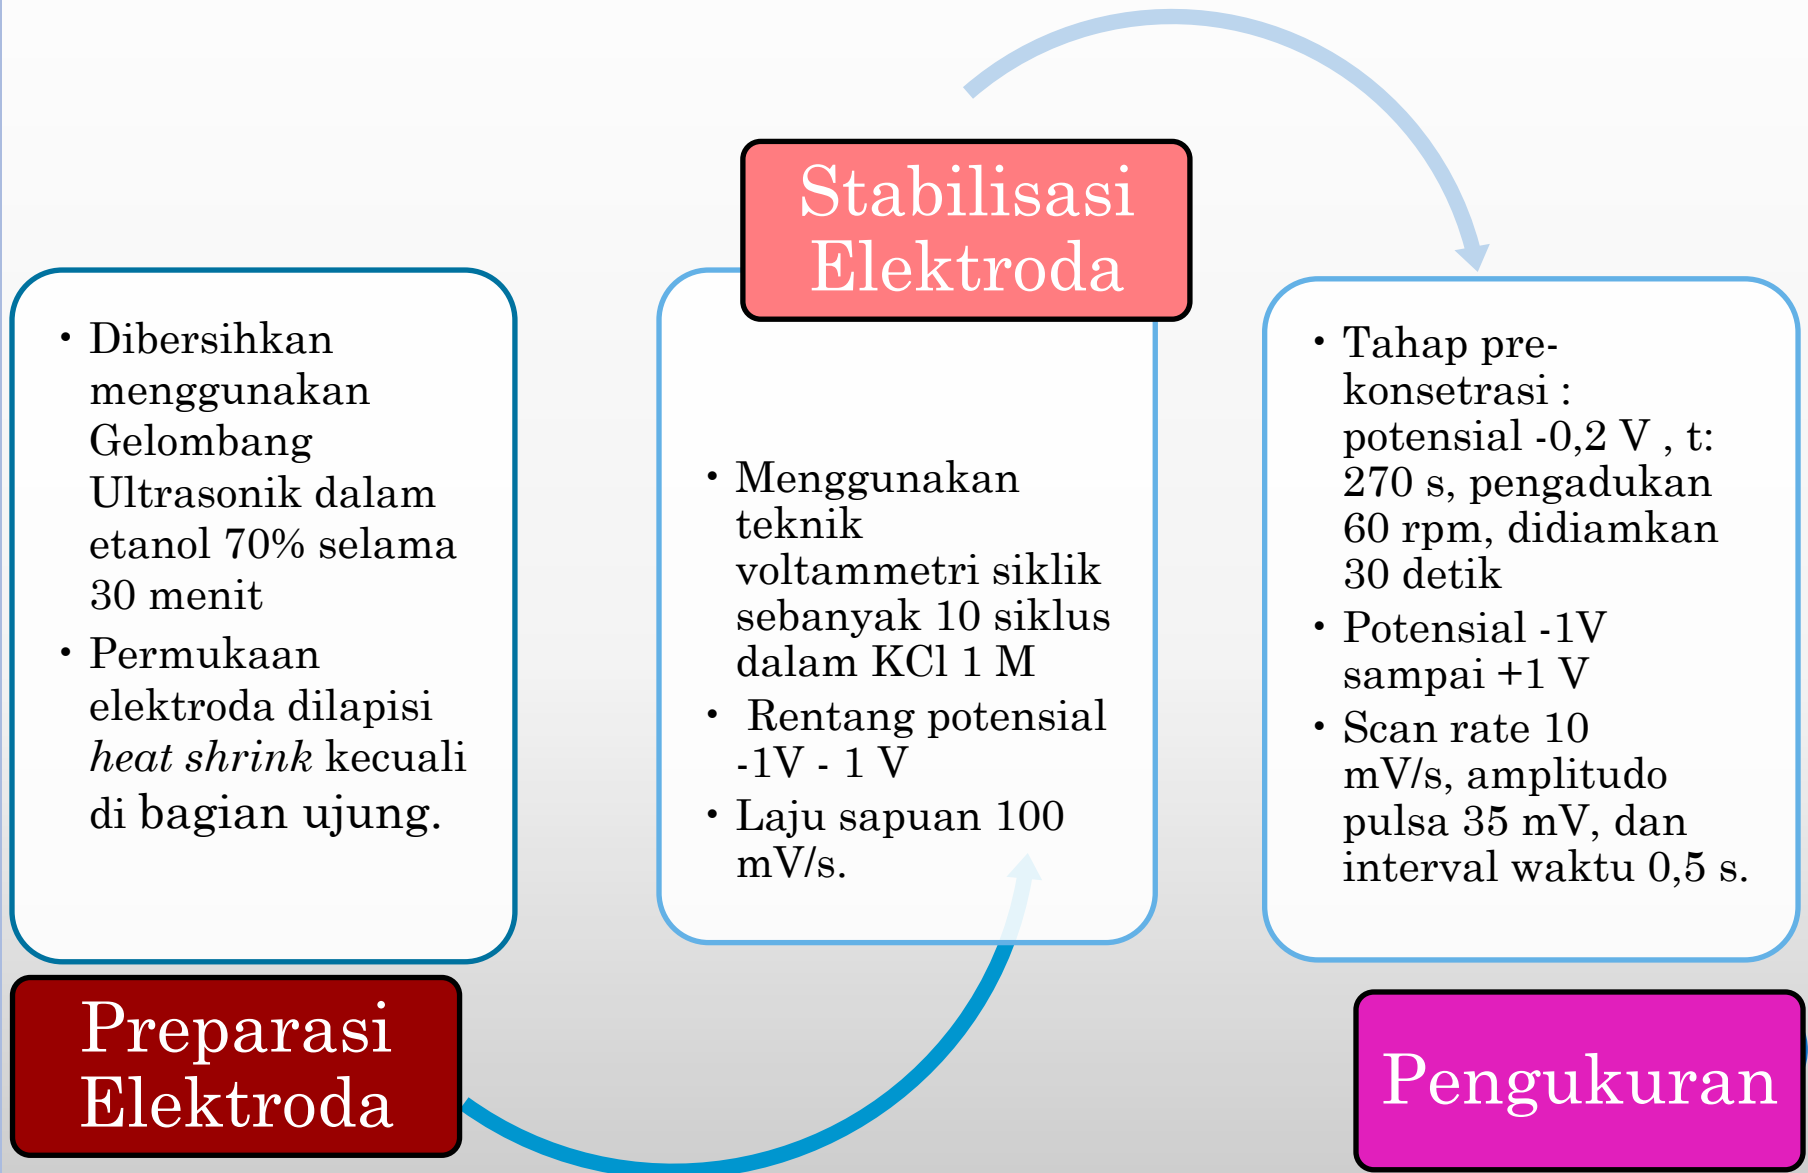 • Dibersihkan
menggunakan
Gelombang
Ultrasonik dalam
etanol 70% selama
30 menit
• Permukaan
elektroda dilapisi
heat shrink kecuali
di bagian ujung.
Preparasi
Elektroda
Stabilisasi
Elektroda
• Menggunakan
teknik
voltammetri siklik
sebanyak 10 siklus
dalam KCl 1 M
• Rentang potensial
-1V - 1 V
• Laju sapuan 100
mV/s.
• Tahap pre-
konsetrasi :
potensial -0,2 V , t:
270 s, pengadukan
60 rpm, didiamkan
30 detik
• Potensial -1V
sampai +1 V
• Scan rate 10
mV/s, amplitudo
pulsa 35 mV, dan
interval waktu 0,5 s.
Pengukuran